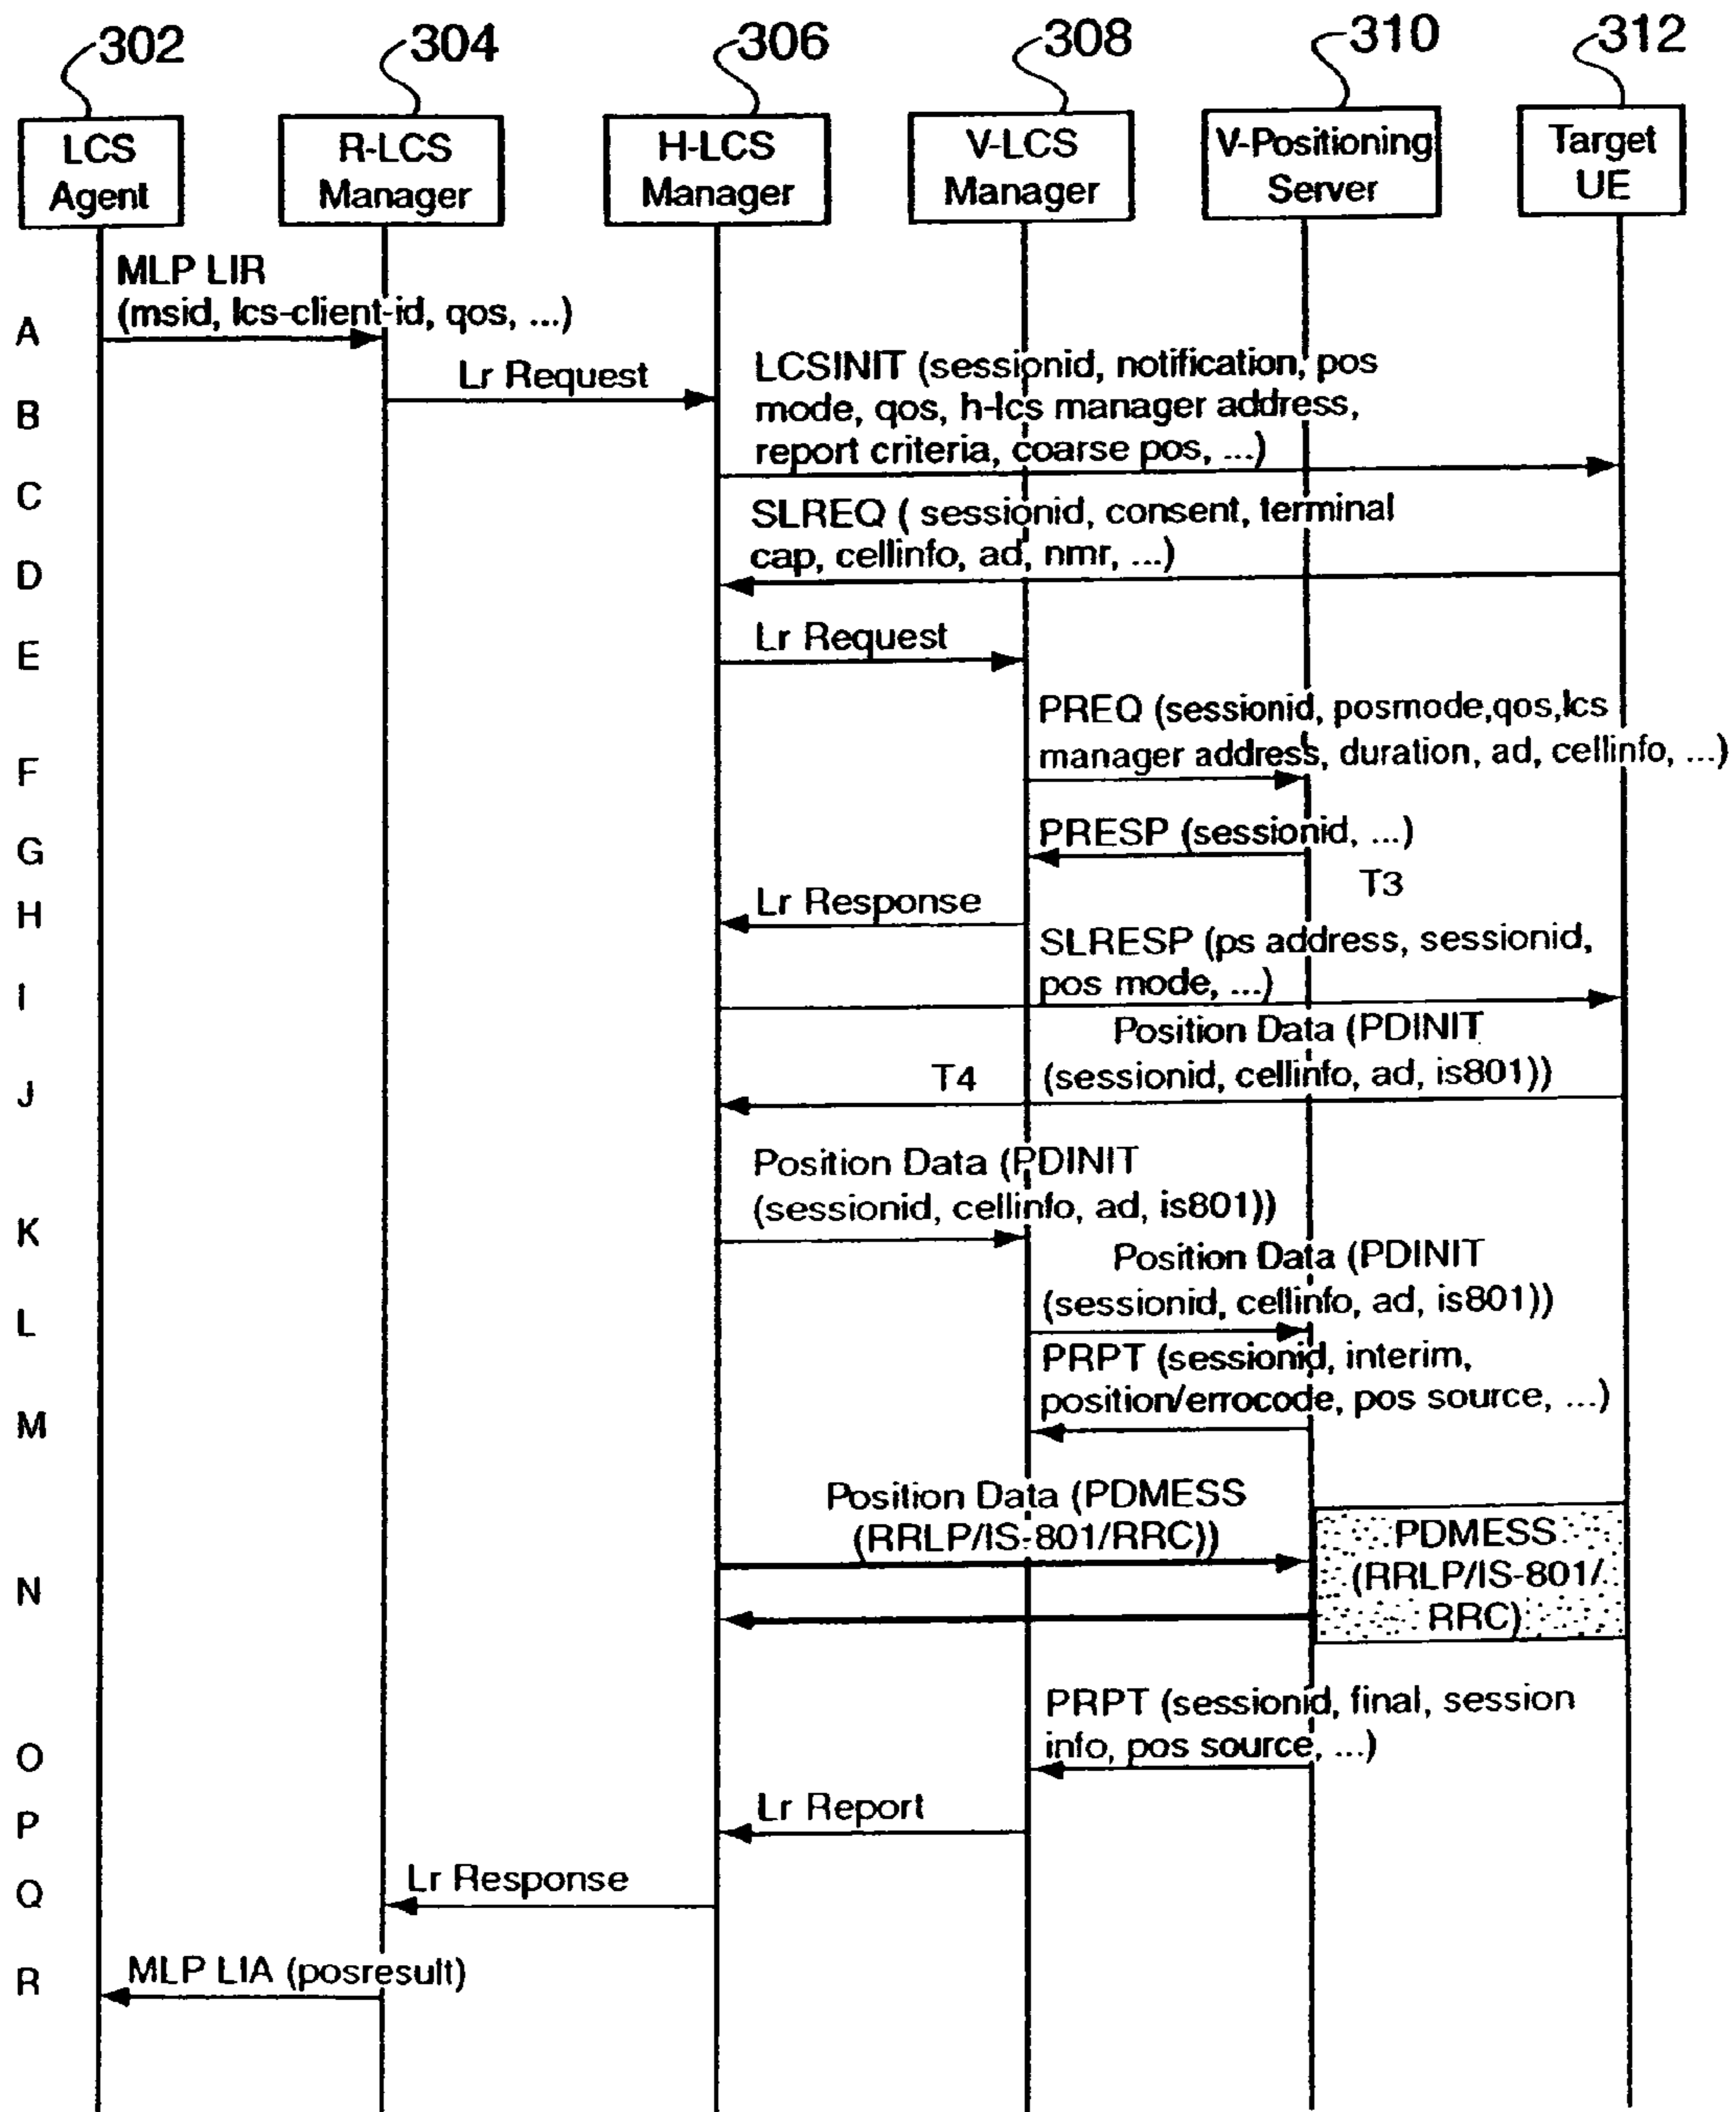 302
304
306
308
310
312
LCS
Agent
R-LCS
Manager
H-LCS
Manager
V-LCS
Manager
V-Positioning
Server
Target
UE
MLP LIR
(msid, lcs-client-id, qos, ...)
A
Lr Request
B
LCSINIT (sessionid, notification, pos
mode, qos, h-lcs manager address,
report criteria, coarse pos, ...)
C
SLREQ ( sessionid, consent, terminal
cap, cellinfo, ad, nmr, ...)
D
Lr Request
E
PREQ (sessionid, posmode,qos,lcs
manager address, duration, ad, cellinfo, ...)
F
PRESP (sessionid, ...)
G
T3
Lr Response
H
SLRESP (ps address, sessionid,
pos mode, ...)
I
Position Data (PDINIT
(sessionid, cellinfo, ad, is801))
T4
J
Position Data (PDINIT
(sessionid, cellinfo, ad, is801))
K
Position Data (PDINIT
(sessionid, cellinfo, ad, is801))
L
PRPT (sessionid, interim,
position/errocode, pos source, ...)
M
Position Data (PDMESS
(RRLP/IS-801/RRC))
PDMESS
(RRLP/IS-801/
RRC)
N
PRPT (sessionid, final, session
info, pos source, ...)
O
Lr Report
P
Lr Response
Q
MLP LIA (posresult)
R